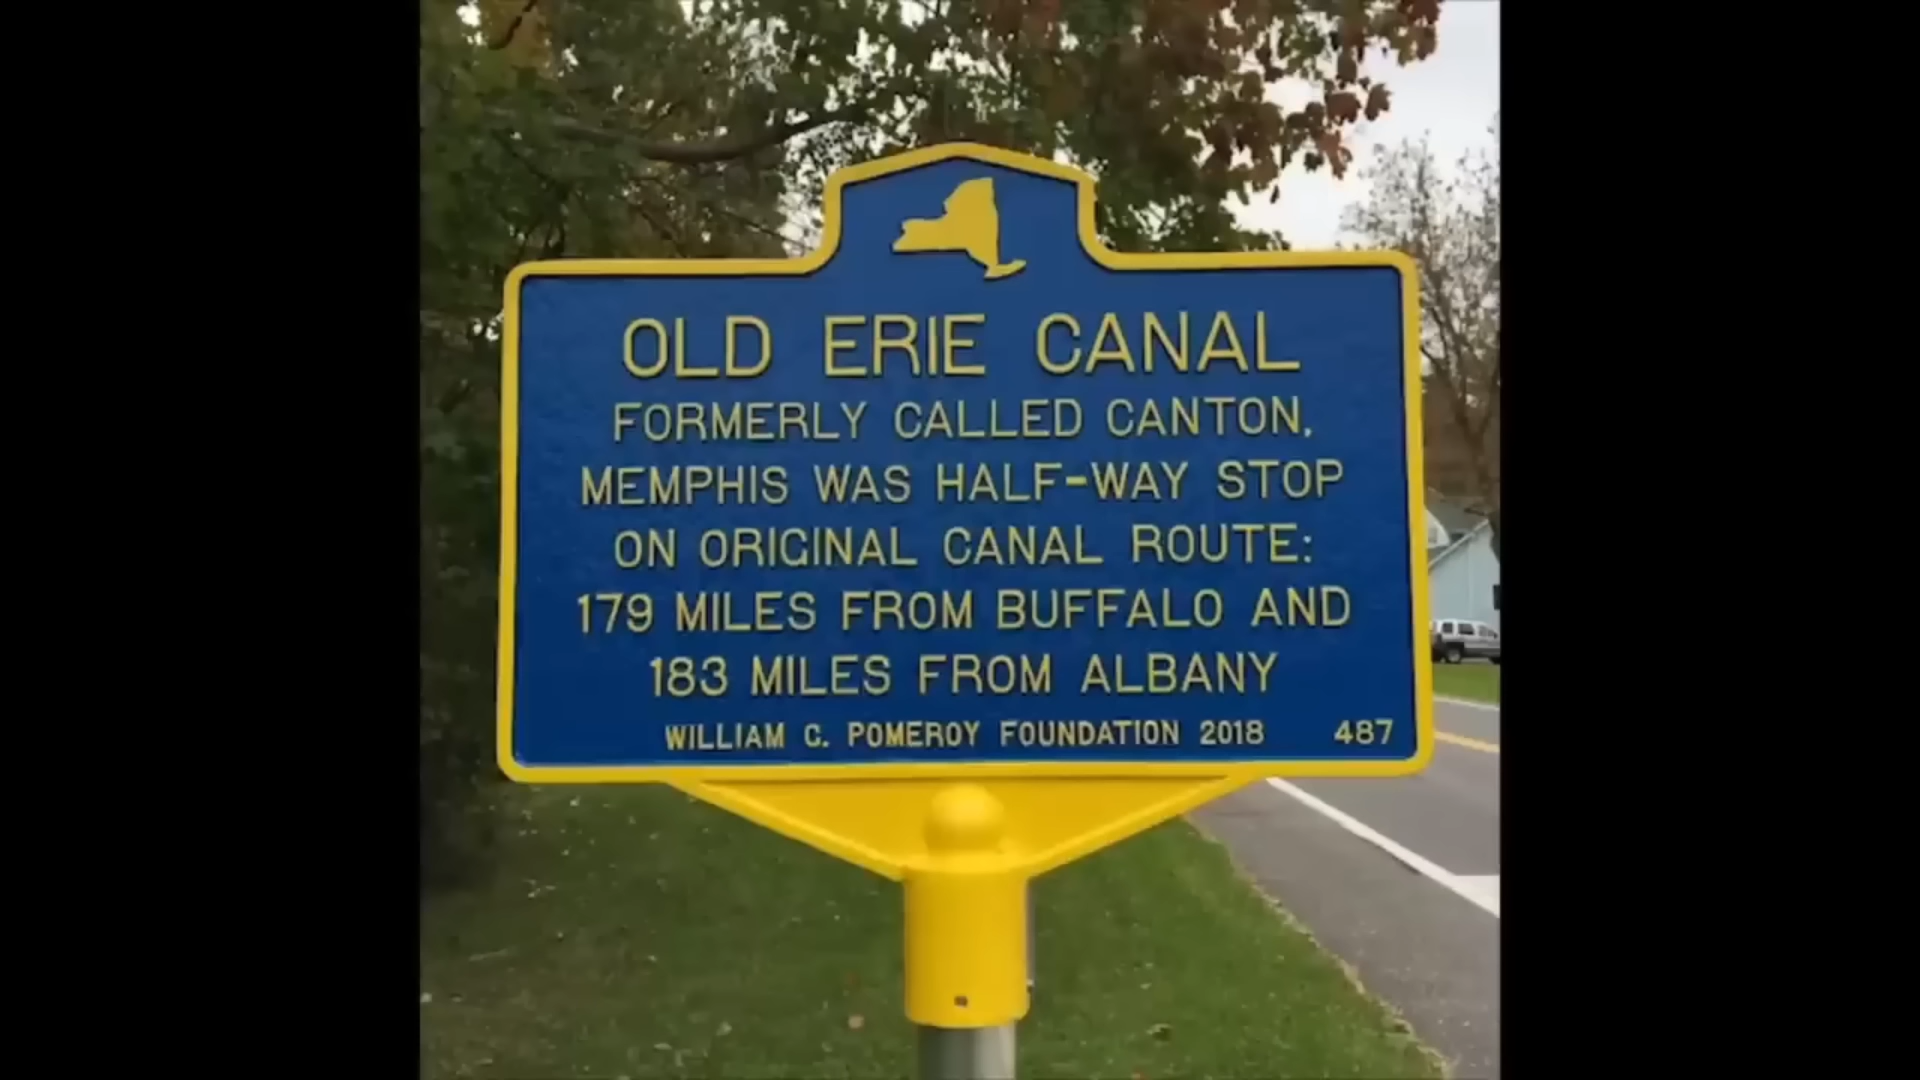 OLD ERIE CANAL
FORMERLY CALLED CANTON,
MEMPHIS WAS HALF-WAY STOP
ON ORIGINAL CANAL ROUTE:
179 MILES FROM BUFFALO AND
183 MILES FROM ALBANY
WILLIAM C. POMEROY FOUNDATION 2018 487